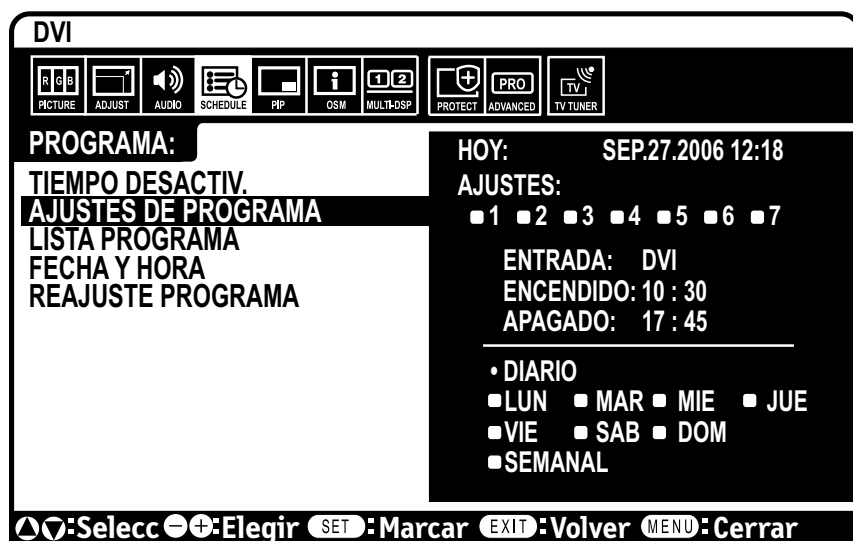 DVI
R G B
1 2
PRO
TV
PICTURE ADJUST AUDIO SCHEDULE PIP OSM MULTI-DSP PROTECT ADVANCED TV TUNER
PROGRAMA:
TIEMPO DESACTIV.
AJUSTES DE PROGRAMA
LISTA PROGRAMA
FECHA Y HORA
REAJUSTE PROGRAMA
HOY: SEP.27.2006 12:18
AJUSTES:
1 2 3 4 5 6 7
ENTRADA: DVI
ENCENDIDO: 10 : 30
APAGADO: 17 : 45
• DIARIO
LUN MAR MIE JUE
VIE SAB DOM
SEMANAL
:Selecc :Elegir SET :Marcar EXIT :Volver MENU :Cerrar